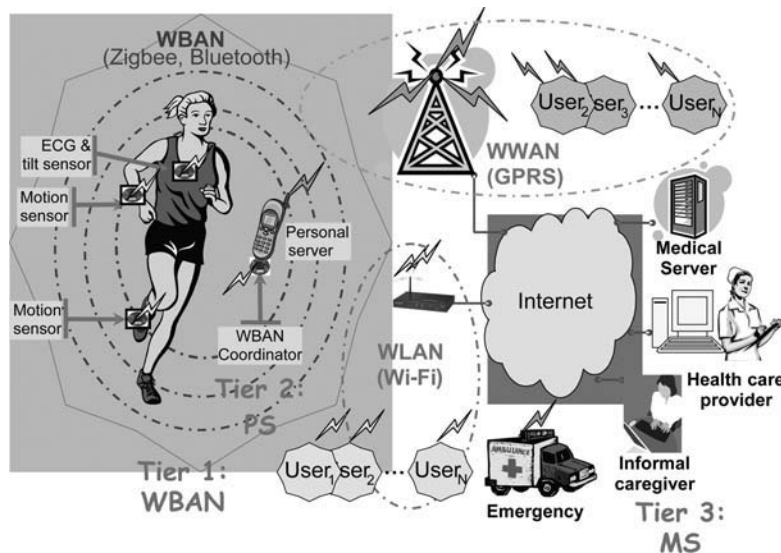 WBAN
(Zigbee, Bluetooth)
ECG &
tilt sensor
Motion
sensor
Personal
server
Motion
sensor
WBAN
Coordinator
Tier 2:
PS
Tier 1:
WBAN
User2 ser3 ... UserN
WWAN
(GPRS)
Medical
Server
Internet
WLAN
(Wi-Fi)
Health care
provider
User1 ser2 ... UserN
AMBULANCE
Emergency
Informal
caregiver
Tier 3:
MS